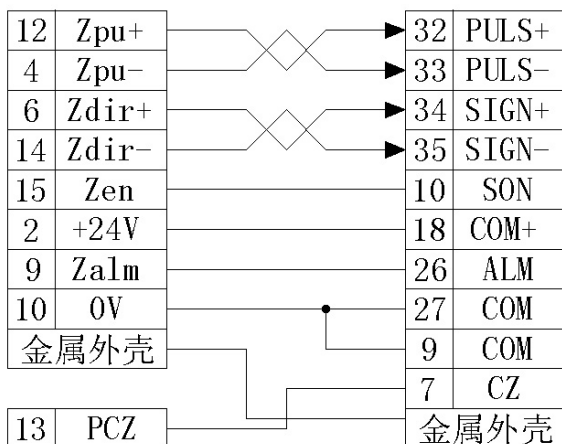 12 Zpu+ 32 PULS+
4 Zpu- 33 PULS-
6 Zdir+ 34 SIGN+
14 Zdir- 35 SIGN-
15 Zen 10 SON
2 +24V 18 COM+
9 Zalm 26 ALM
10 0V 27 COM
金属外壳 9 COM
7 CZ
13 PCZ 金属外壳